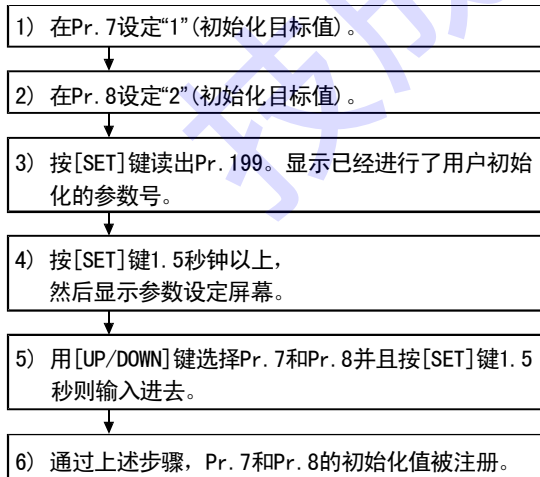 1) 在Pr.7设定“1”(初始化目标值)。
2) 在Pr.8设定“2”(初始化目标值)。
3) 按[SET]键读出Pr.199。显示已经进行了用户初始
化的参数号。
4) 按[SET]键1.5秒钟以上，
然后显示参数设定屏幕。
5) 用[UP/DOWN]键选择Pr.7和Pr.8并且按[SET]键1.5
秒则输入进去。
6) 通过上述步骤，Pr.7和Pr.8的初始化值被注册。